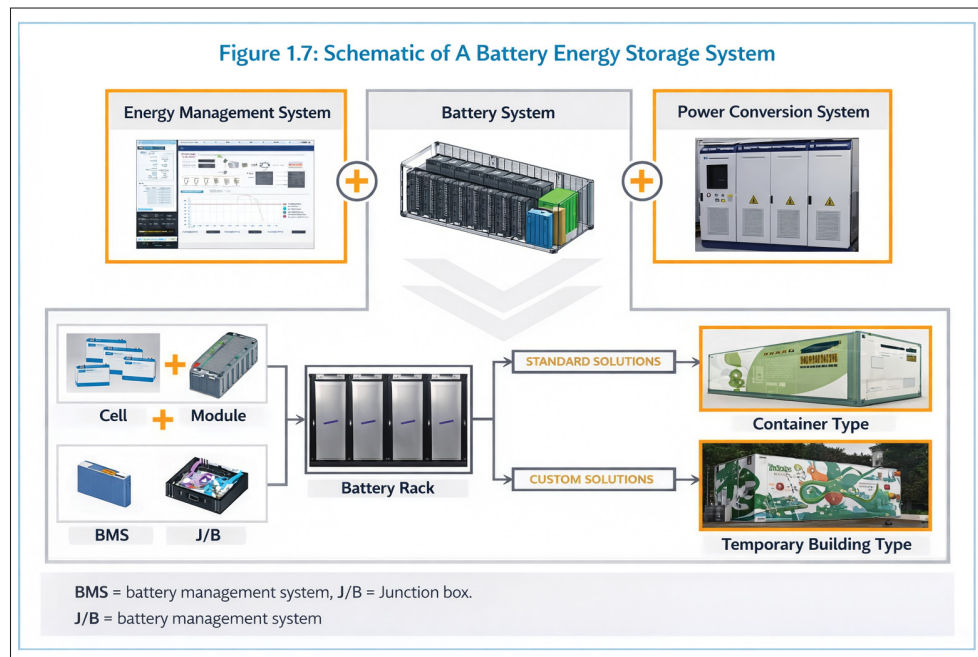 Figure 1.7: Schematic of A Battery Energy Storage System
Energy Management System
Battery System
Power Conversion System
STANDARD SOLUTIONS
Cell
Module
Container Type
Battery Rack
CUSTOM SOLUTIONS
BMS
J/B
Temporary Building Type
BMS = battery management system, J/B = Junction box.
J/B = battery management system